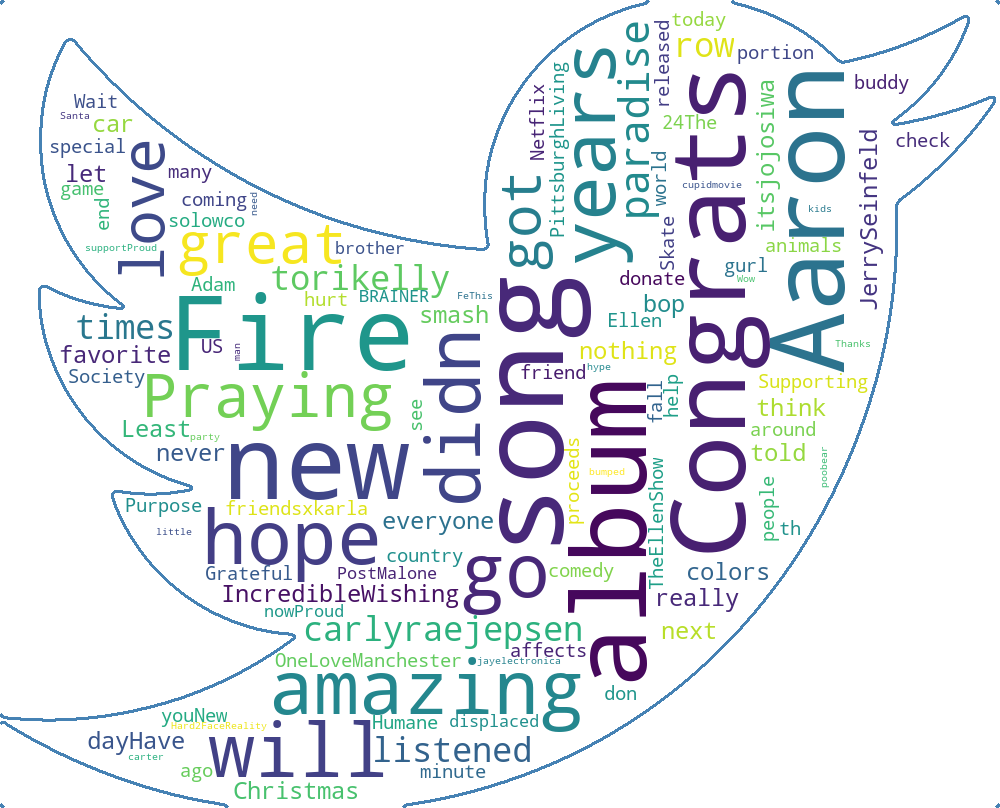 today
row
portion
released
buddy
Netflix
PittsburghLiving
years
paradise
Congrats
Aaron
itsjojosiwa
24The
check
JerrySeinfeld
Wait
Santa
car
special
love
let
many
game
end
coming
need
solowco
supportProud
great
brother
got
world
Skate
cupidmovie
kids
animals
gurl
Wow
donate
torikelly
Adam
hurt
BRAINER
FeThis
smash
song
bop
Ellen
Thanks
times
Fire
US
man
favorite
Society
nothing
hype
friend
Praying
didn
album
fall
help
Supporting
think
see
Least
party
never
new
around
told
bumped
proceeds
TheEllenShow
poobear
people
th
Purpose
friendsxkarla
little
hope
everyone
country
go
comedy
colors
Grateful
PostMalone
IncredibleWishing
really
nowProud
carlyraejepsen
next
affects
OneLoveManchester
jayelectronica
amazing
don
youNew
Hard2FaceReality
Humane
displaced
dayHave
carter
will
listened
ago
minute
Christmas